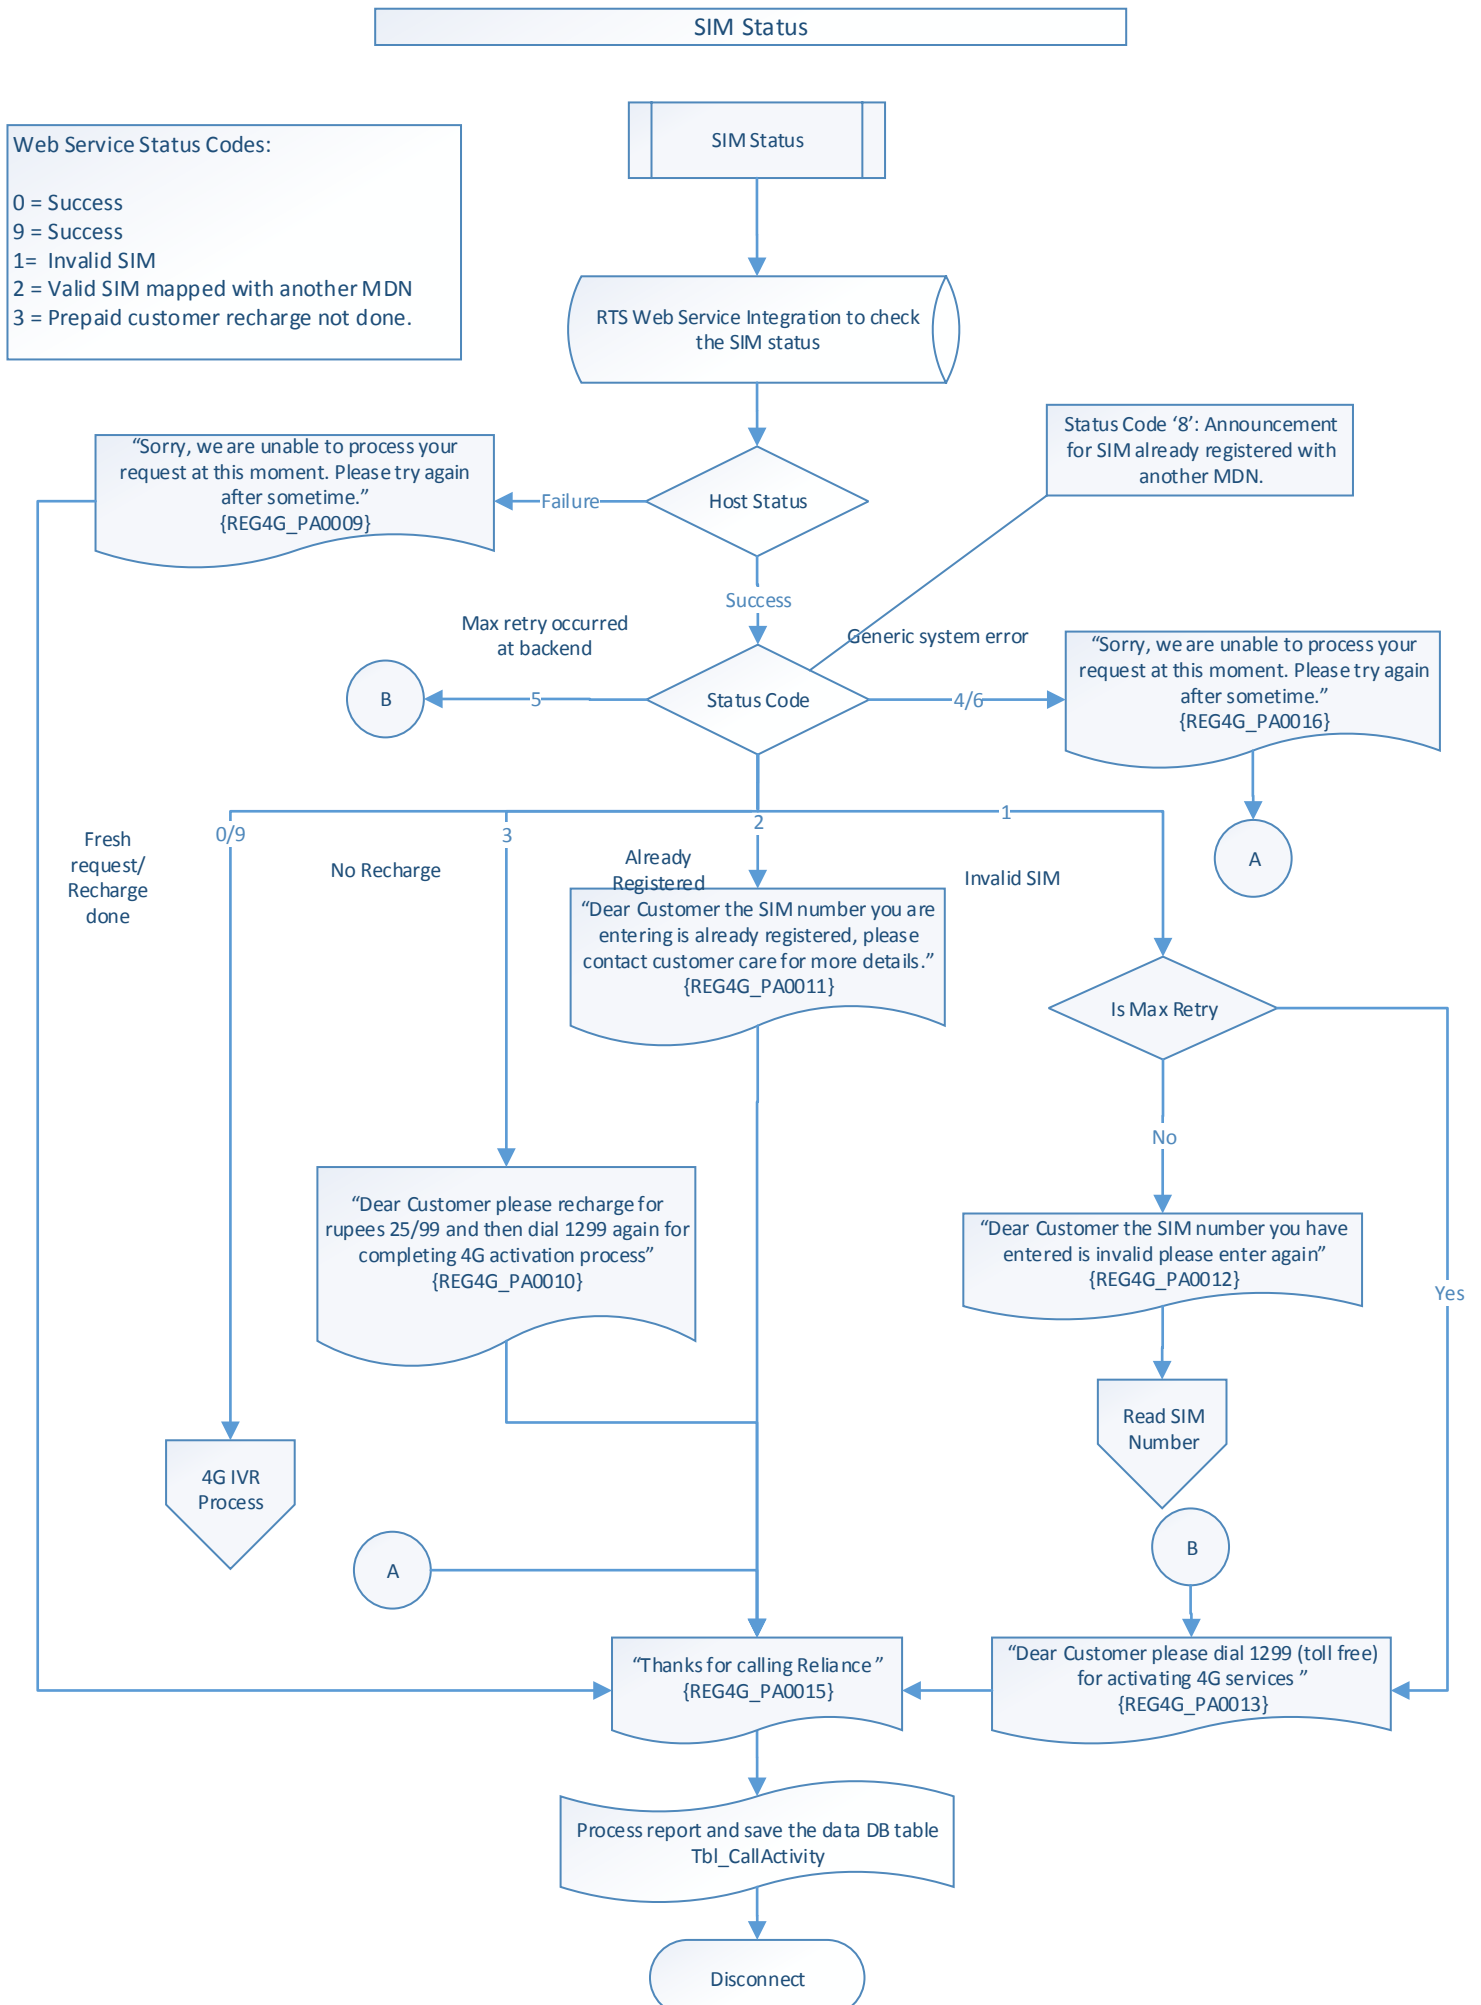 SIM Status
SIM Status
Web Service Status Codes:
0 = Success
9 = Success
1=  Invalid SIM
2 = Valid SIM mapped with another MDN
3 = Prepaid customer recharge not done.
RTS Web Service Integration to check
the SIM status
Status Code ‘8’: Announcement
for SIM already registered with
another MDN.
“Sorry, we are unable to process your
request at this moment. Please try again
after sometime.”
{REG4G_PA0009}
Failure
Host Status
Success
Max retry occurred
at backend
Generic system error
B
5
Status Code
4/6
“Sorry, we are unable to process your
request at this moment. Please try again
after sometime.”
{REG4G_PA0016}
A
0/9
3
2
1
Fresh
request/
Recharge
done
No Recharge
Already
Registered
Invalid SIM
“Dear Customer the SIM number you are
entering is already registered, please
contact customer care for more details.”
{REG4G_PA0011}
Is Max Retry
No
Yes
“Dear Customer please recharge for
rupees 25/99 and then dial 1299 again for
completing 4G activation process”
{REG4G_PA0010}
“Dear Customer the SIM number you have
entered is invalid please enter again”
{REG4G_PA0012}
Read SIM
Number
4G IVR
Process
B
A
“Thanks for calling Reliance ”
{REG4G_PA0015}
“Dear Customer please dial 1299 (toll free)
for activating 4G services ”
{REG4G_PA0013}
Process report and save the data DB table
Tbl_CallActivity
Disconnect